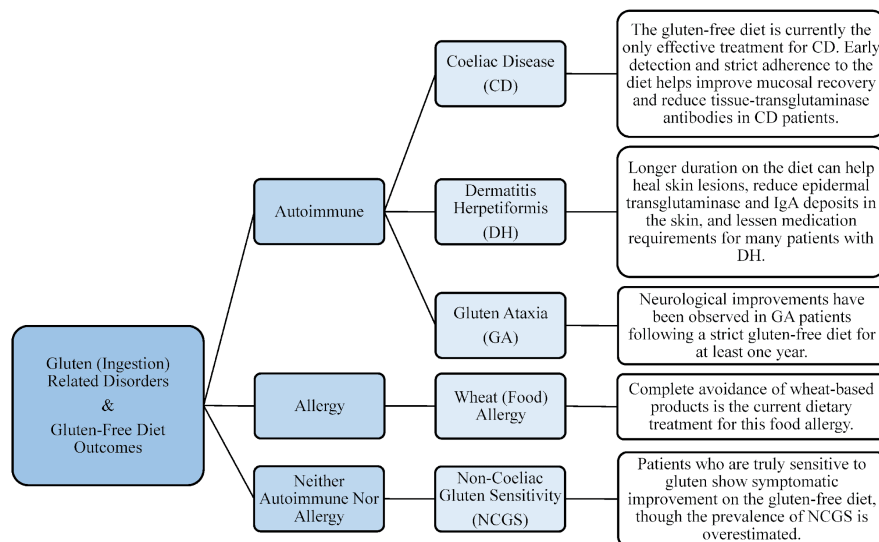 Gluten (Ingestion)
Related Disorders
&
Gluten-Free Diet
Outcomes
Autoimmune
Coeliac Disease
(CD)
The gluten-free diet is currently the
only effective treatment for CD. Early
detection and strict adherence to the
diet helps improve mucosal recovery
and reduce tissue-transglutaminase
antibodies in CD patients.
Dermatitis
Herpetiformis
(DH)
Longer duration on the diet can help
heal skin lesions, reduce epidermal
transglutaminase and IgA deposits in
the skin, and lessen medication
requirements for many patients with
DH.
Gluten Ataxia
(GA)
Neurological improvements have
been observed in GA patients
following a strict gluten-free diet for
at least one year.
Allergy
Wheat (Food)
Allergy
Complete avoidance of wheat-based
products is the current dietary
treatment for this food allergy.
Neither
Autoimmune Nor
Allergy
Non-Coeliac
Gluten Sensitivity
(NCGS)
Patients who are truly sensitive to
gluten show symptomatic
improvement on the gluten-free diet,
though the prevalence of NCGS is
overestimated.